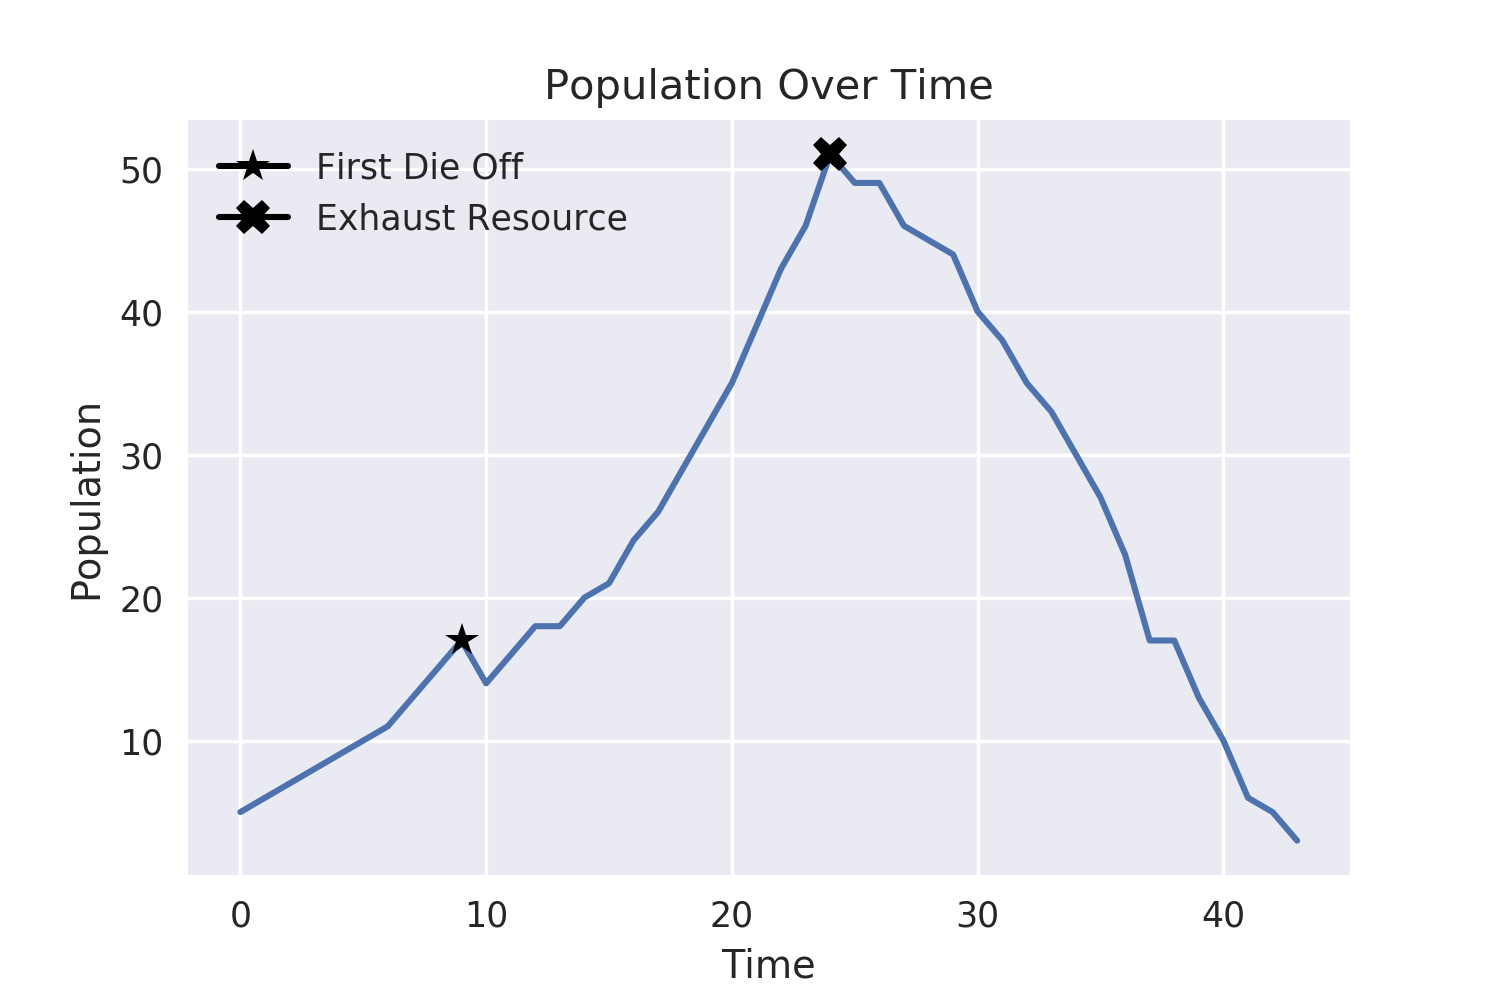 Population Over Time
First Die Off
Exhaust Resource
Population
50
40
30
20
10
0 10 20 30 40
Time